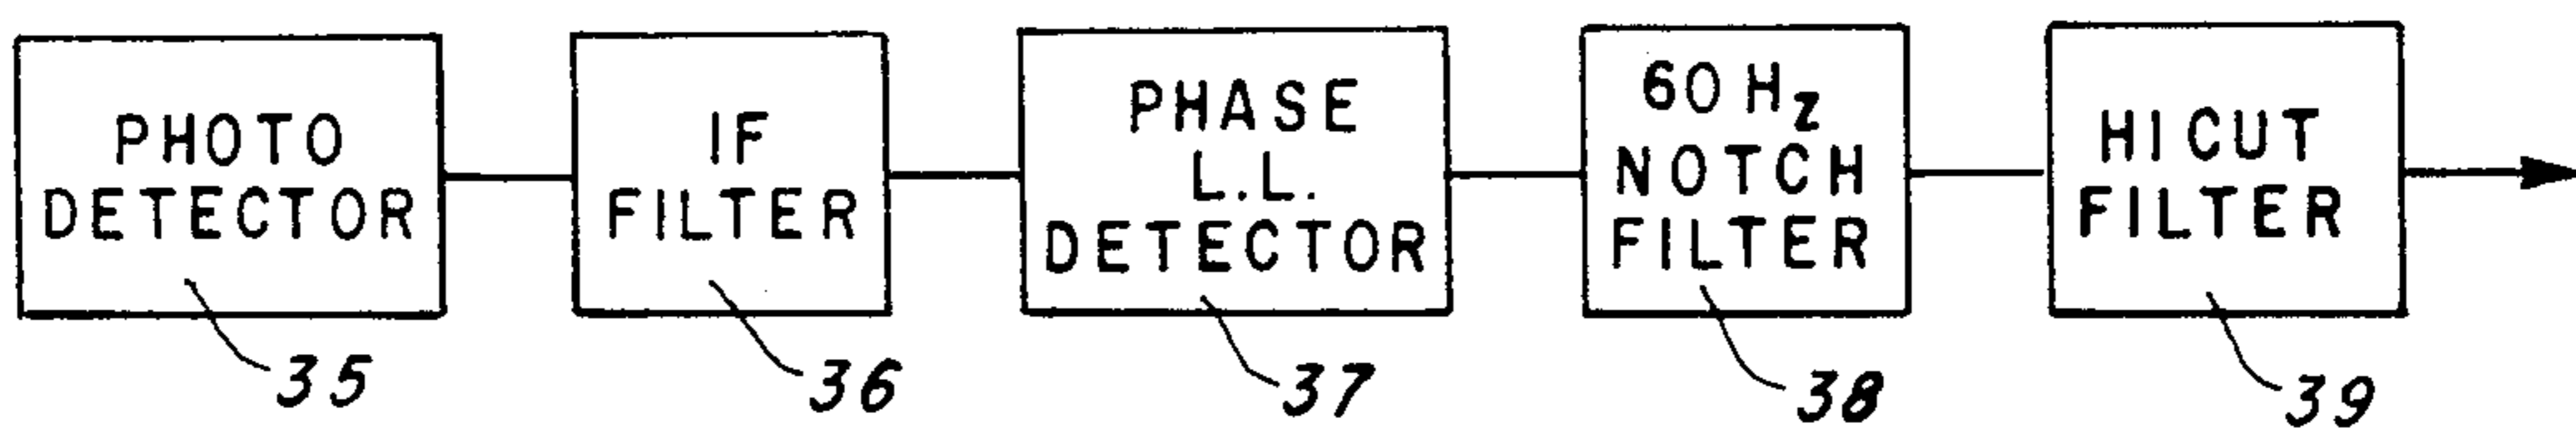 PHOTO
DETECTOR
35
IF
FILTER
36
PHASE
L.L.
DETECTOR
37
60 Hz
NOTCH
FILTER
38
HI CUT
FILTER
39